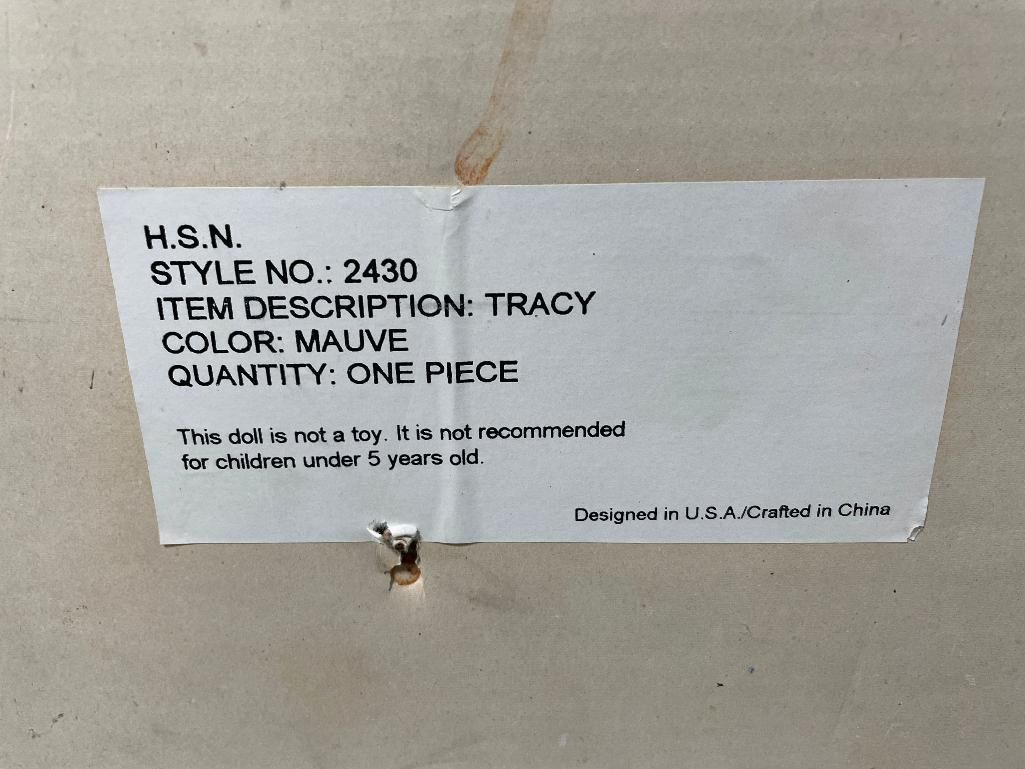 H.S.N.
STYLE NO.: 2430
ITEM DESCRIPTION: TRACY
COLOR: MAUVE
QUANTITY: ONE PIECE
This doll is not a toy. It is not recommended
for children under 5 years old.
Designed in U.S.A./Crafted in China